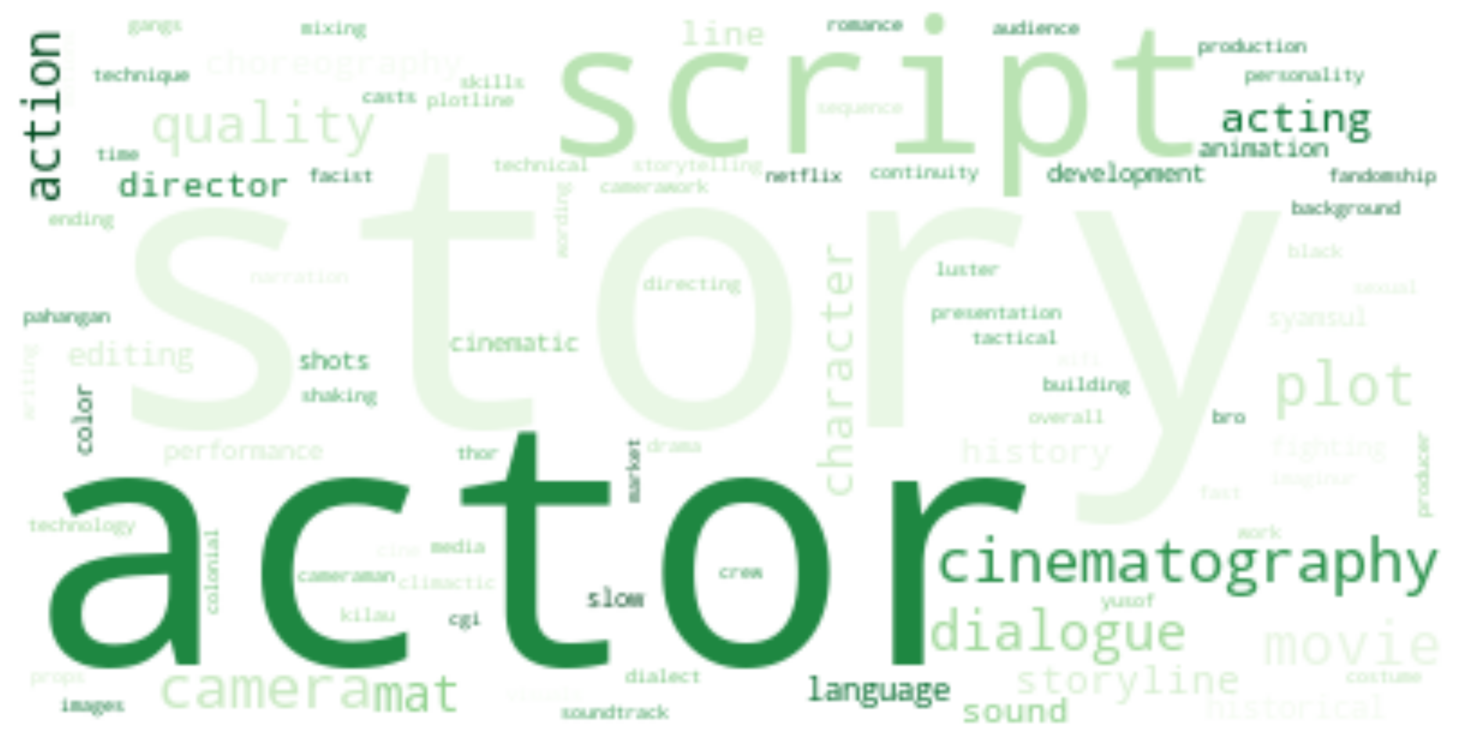 gangs
mixing
line
script
romance
audience
production
action
technique
choreography
skills
personality
casts
plotline
quality
sequence
acting
time
animation
director
facist
technical
storytelling
camerawork
netflix
continuity
development
fandomship
story
ending
wording
background
character
black
narration
directing
luster
sexual
pahangan
presentation
syamsul
tactical
writing
editing
shots
cinematic
building
plot
color
shaking
overall
bro
performance
thor
market
drama
history
fighting
producer
actor
imaginur
fast
technology
colonial
cine
media
work
cinematography
cameraman
climactic
crew
slow
yusof
kilau
cgi
dialogue
movie
props
camera
mat
dialect
storyline
costume
images
language
soundtrack
sound
historical